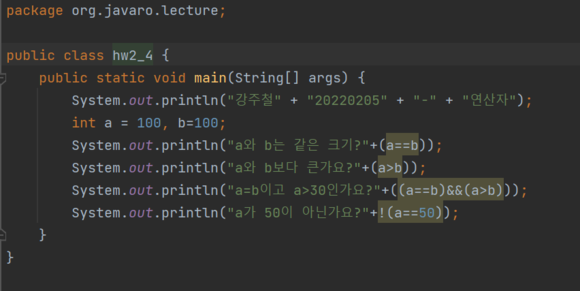 package org.javaro.lecture;
public class hw2_4 {
public static void main(String[] args) {
System.out.println("강주철" + "20220205" + "-" + "연산자");
int a = 100, b=100;
System.out.println("a와 b는 같은 크기?"+(a==b));
System.out.println("a와 b보다 큰가요?"+(a>b));
System.out.println("a=b이고 a>30인가요?"+((a==b)&&(a>b)));
System.out.println("a가 50이 아닌가요?"+!(a==50));
}
}